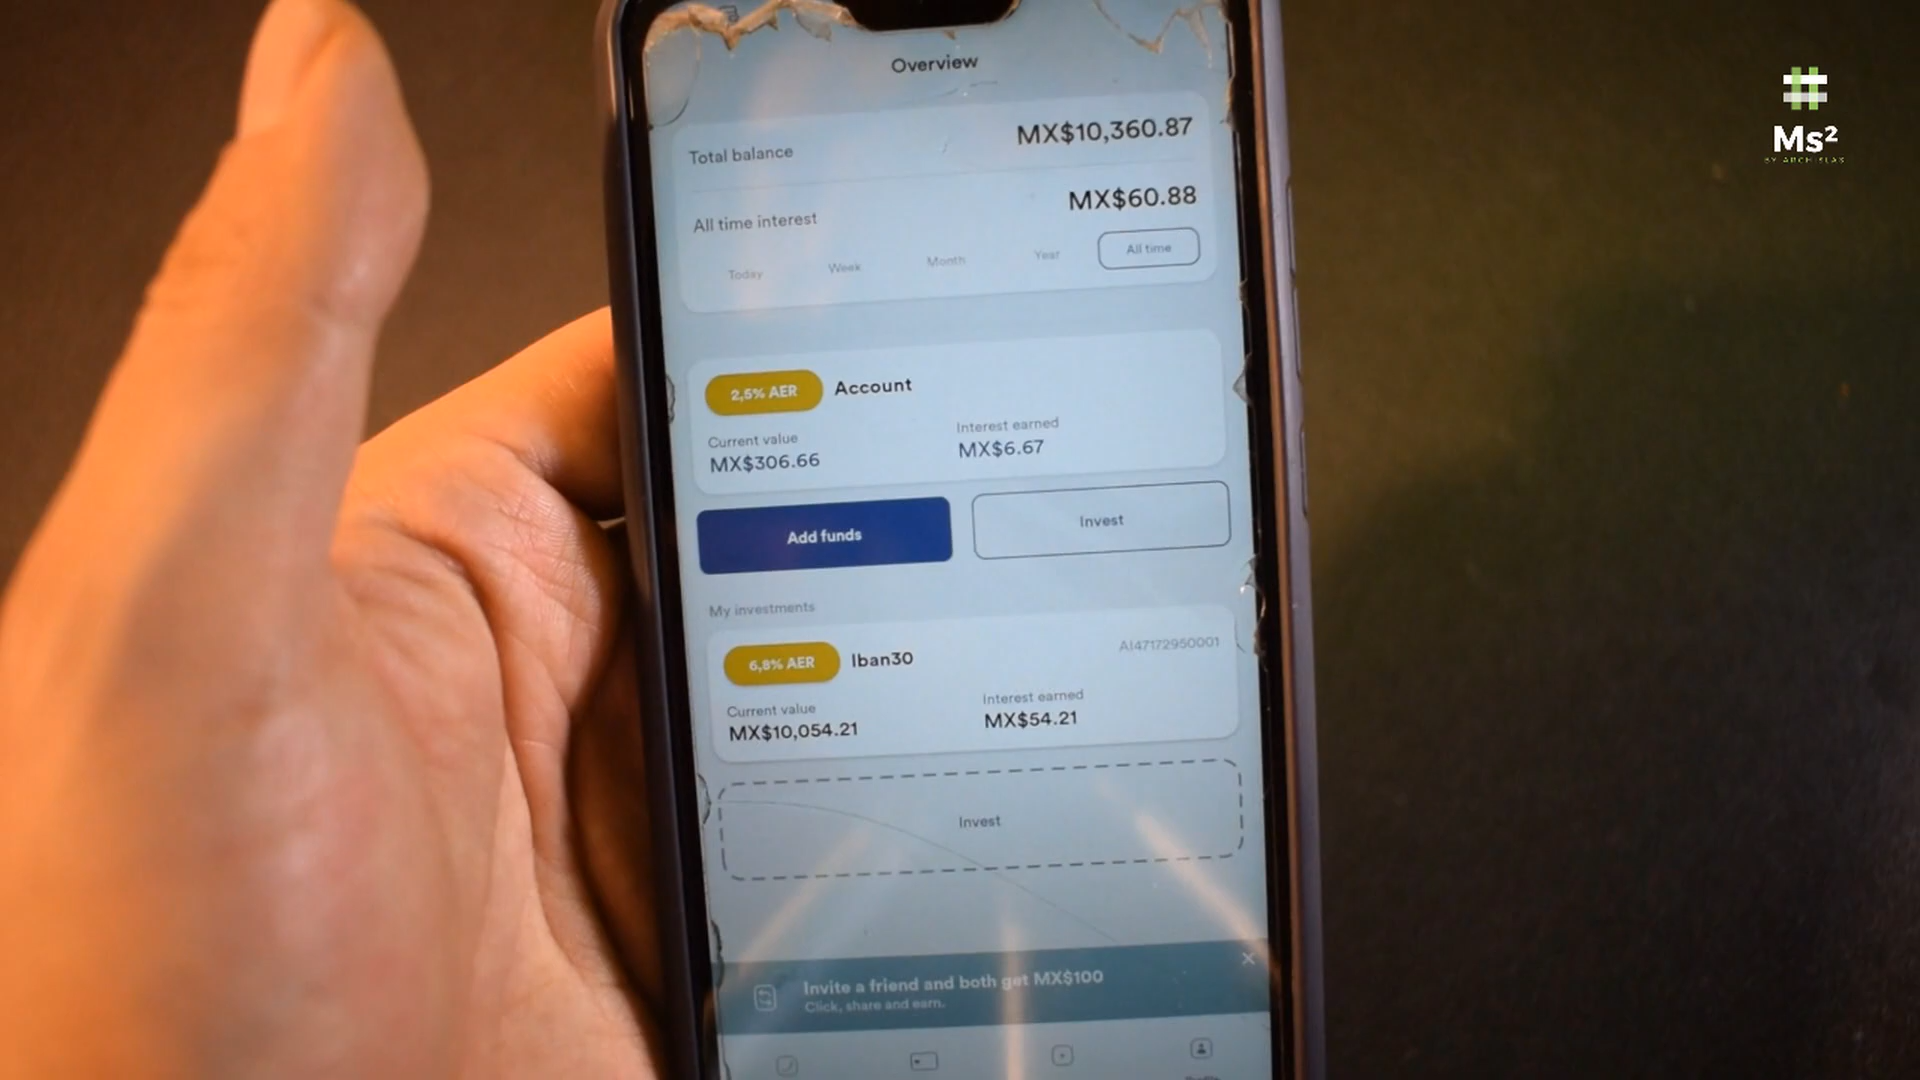 Ms²
BY ARCHISLAS
Overview
Total balance
MX$10,360.87
All time interest
MX$60.88
Today Week Month Year All time
2,5% AER Account
Current value
MX$306.66
Interest earned
MX$6.67
Add funds
Invest
My investments
6,8% AER Iban30
AI47172950001
Current value
MX$10,054.21
Interest earned
MX$54.21
Invest
Invite a friend and both get MX$100
Click, share and earn.